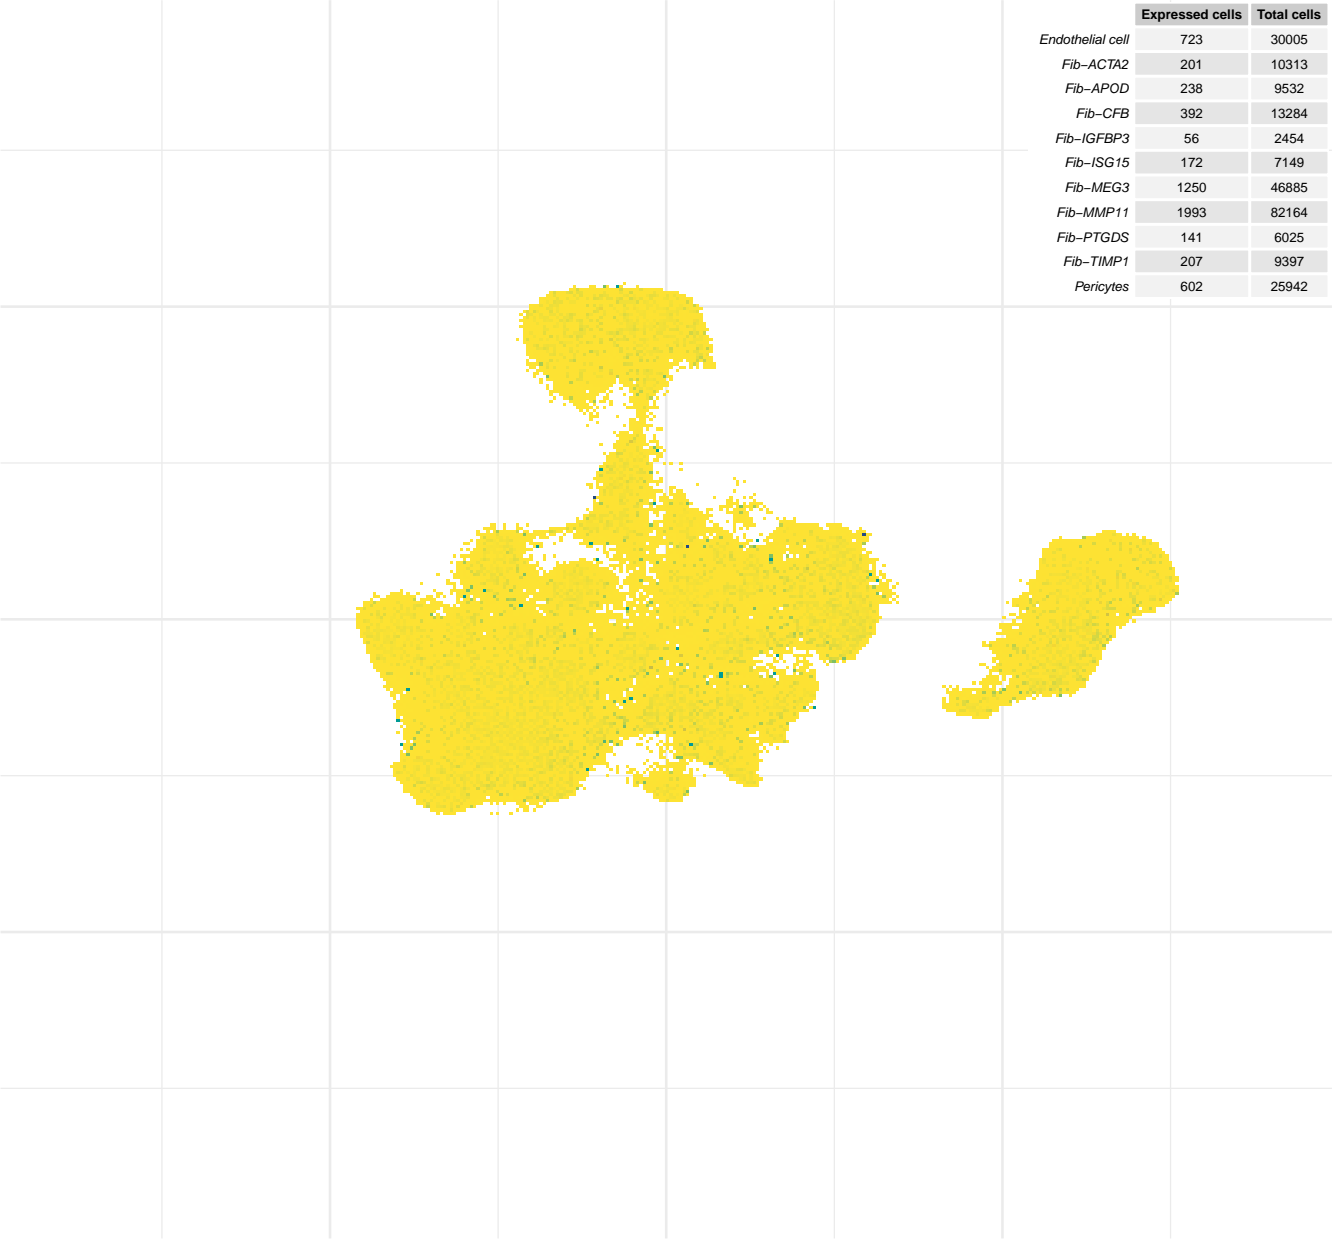 Expressed cells Total cells
Endothelial cell 723 30005
Fib−ACTA2 201 10313
Fib−APOD 238 9532
Fib−CFB 392 13284
Fib−IGFBP3 56 2454
Fib−ISG15 172 7149
Fib−MEG3 1250 46885
Fib−MMP11 1993 82164
Fib−PTGDS 141 6025
Fib−TIMP1 207 9397
Pericytes 602 25942